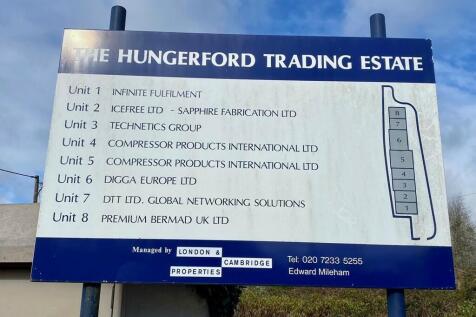 THE HUNGERFORD TRADING ESTATE
Unit 1 INFINITE FULFILMENT
Unit 2 ICEFREE LTD - SAPPHIRE FABRICATION LTD
Unit 3 TECHNETICS GROUP
Unit 4 COMPRESSOR PRODUCTS INTERNATIONAL LTD
Unit 5 COMPRESSOR PRODUCTS INTERNATIONAL LTD
Unit 6 DIGGA EUROPE LTD
Unit 7 DTT LTD. GLOBAL NETWORKING SOLUTIONS
Unit 8 PREMIUM BERMAD UK LTD
8
7
6
5
4
3
2
1
Managed by LONDON &
CAMBRIDGE
PROPERTIES
Tel: 020 7233 5255
Edward Mileham